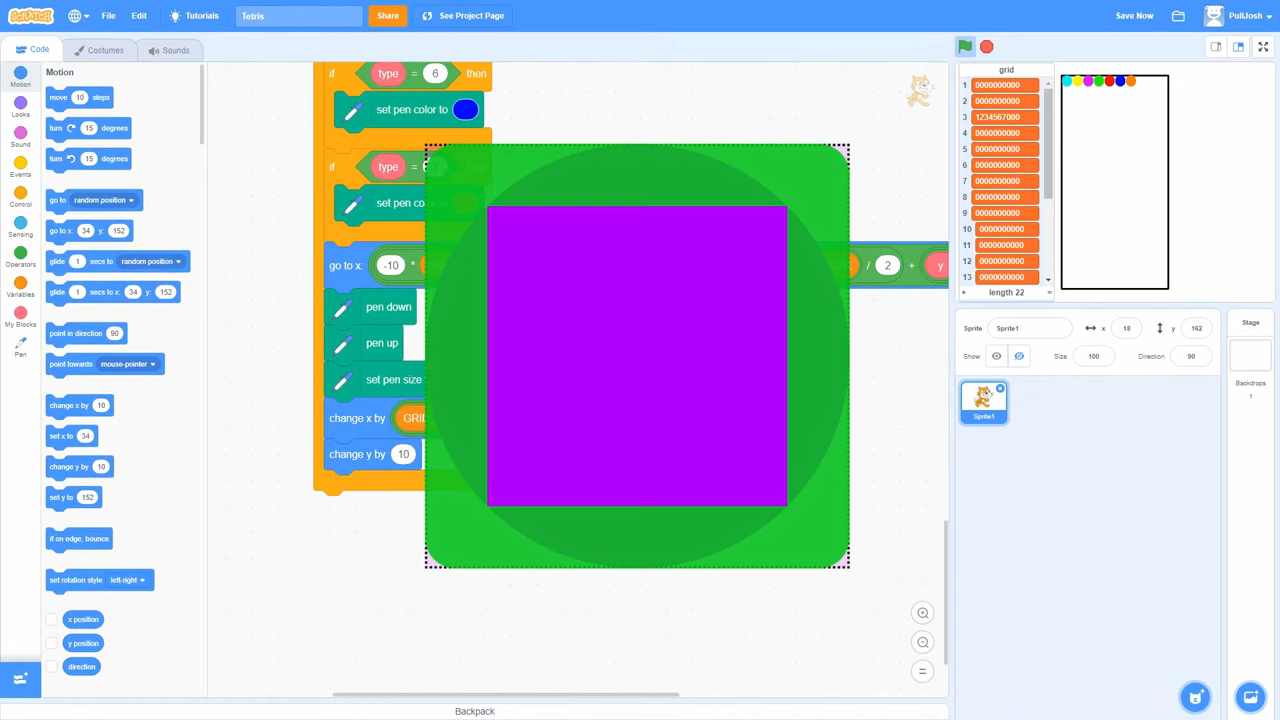 SCRATCH File Edit Tutorials Tetris Share See Project Page Save Now PullJosh
Code Costumes Sounds
Motion
Looks
Sound
Events
Control
Sensing
Operators
Variables
My Blocks
Pen
Motion
move 10 steps
turn 15 degrees
turn 15 degrees
go to random position
go to x: 34 y: 152
glide 1 secs to random position
glide 1 secs to x: 34 y: 152
point in direction 90
point towards mouse-pointer
change x by 10
set x to 34
change y by 10
set y to 152
if on edge, bounce
set rotation style left-right
x position
y position
direction
if type = 6 then
set pen color to
if type =
set pen color to
go to x: -10 * / 2 + y
pen down
pen up
set pen size
change x by
change y by 10
Backpack
grid
1 0000000000
2 0000000000
3 1234567000
4 0000000000
5 0000000000
6 0000000000
7 0000000000
8 0000000000
9 0000000000
10 0000000000
11 0000000000
12 0000000000
13 0000000000
+ length 22 =
Sprite Sprite1 x 18 y 162
Show Size 100 Direction 90
Sprite1
Stage
Backdrops
1